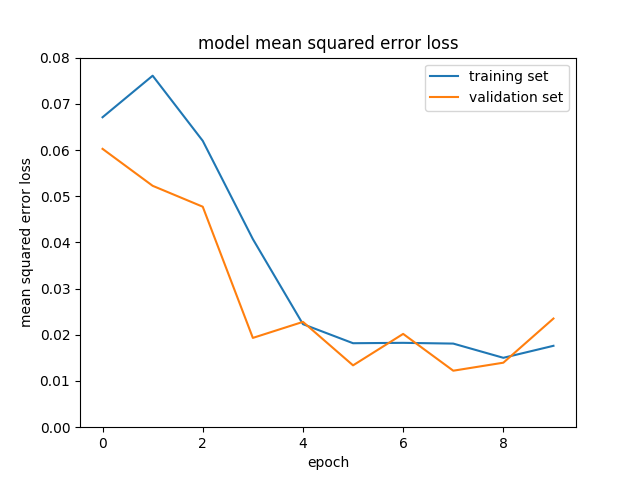 model mean squared error loss
training set
validation set
0.08
0.07
0.06
0.05
0.04
0.03
0.02
0.01
0.00
mean squared error loss
0 2 4 6 8
epoch